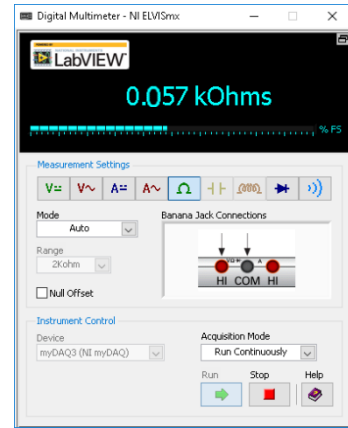 Digital Multimeter - NI ELVISmx
LabVIEW
0.057 kOhms
% FS
Measurement Settings
V= V~ A= A~ Ω
Mode
Banana Jack Connections
Auto
Range
2Kohm
HI COM HI
Null Offset
Instrument Control
Device
Acquisition Mode
myDAQ3 (NI myDAQ)
Run Continuously
Run Stop Help